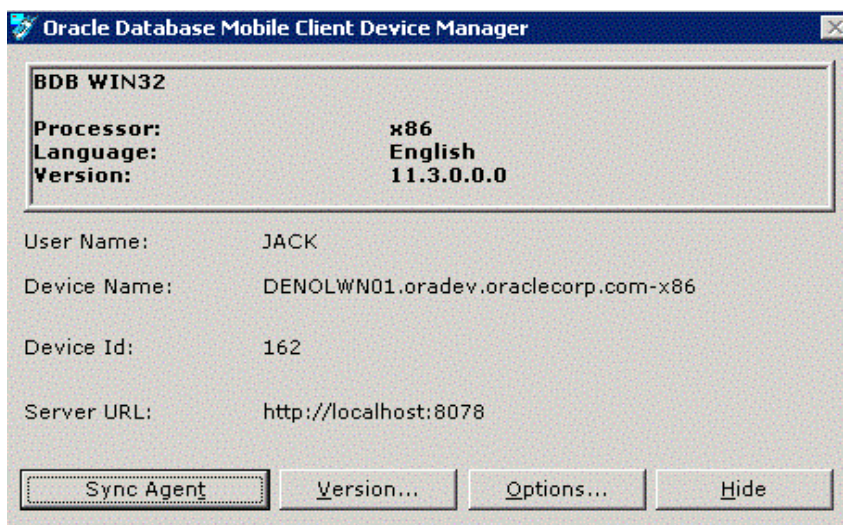 Oracle Database Mobile Client Device Manager
BDB WIN32
Processor: x86
Language: English
Version: 11.3.0.0.0
User Name: JACK
Device Name: DENOLWN01.oradev.oraclecorp.com-x86
Device Id: 162
Server URL: http://localhost:8078
Sync Agent Version... Options... Hide